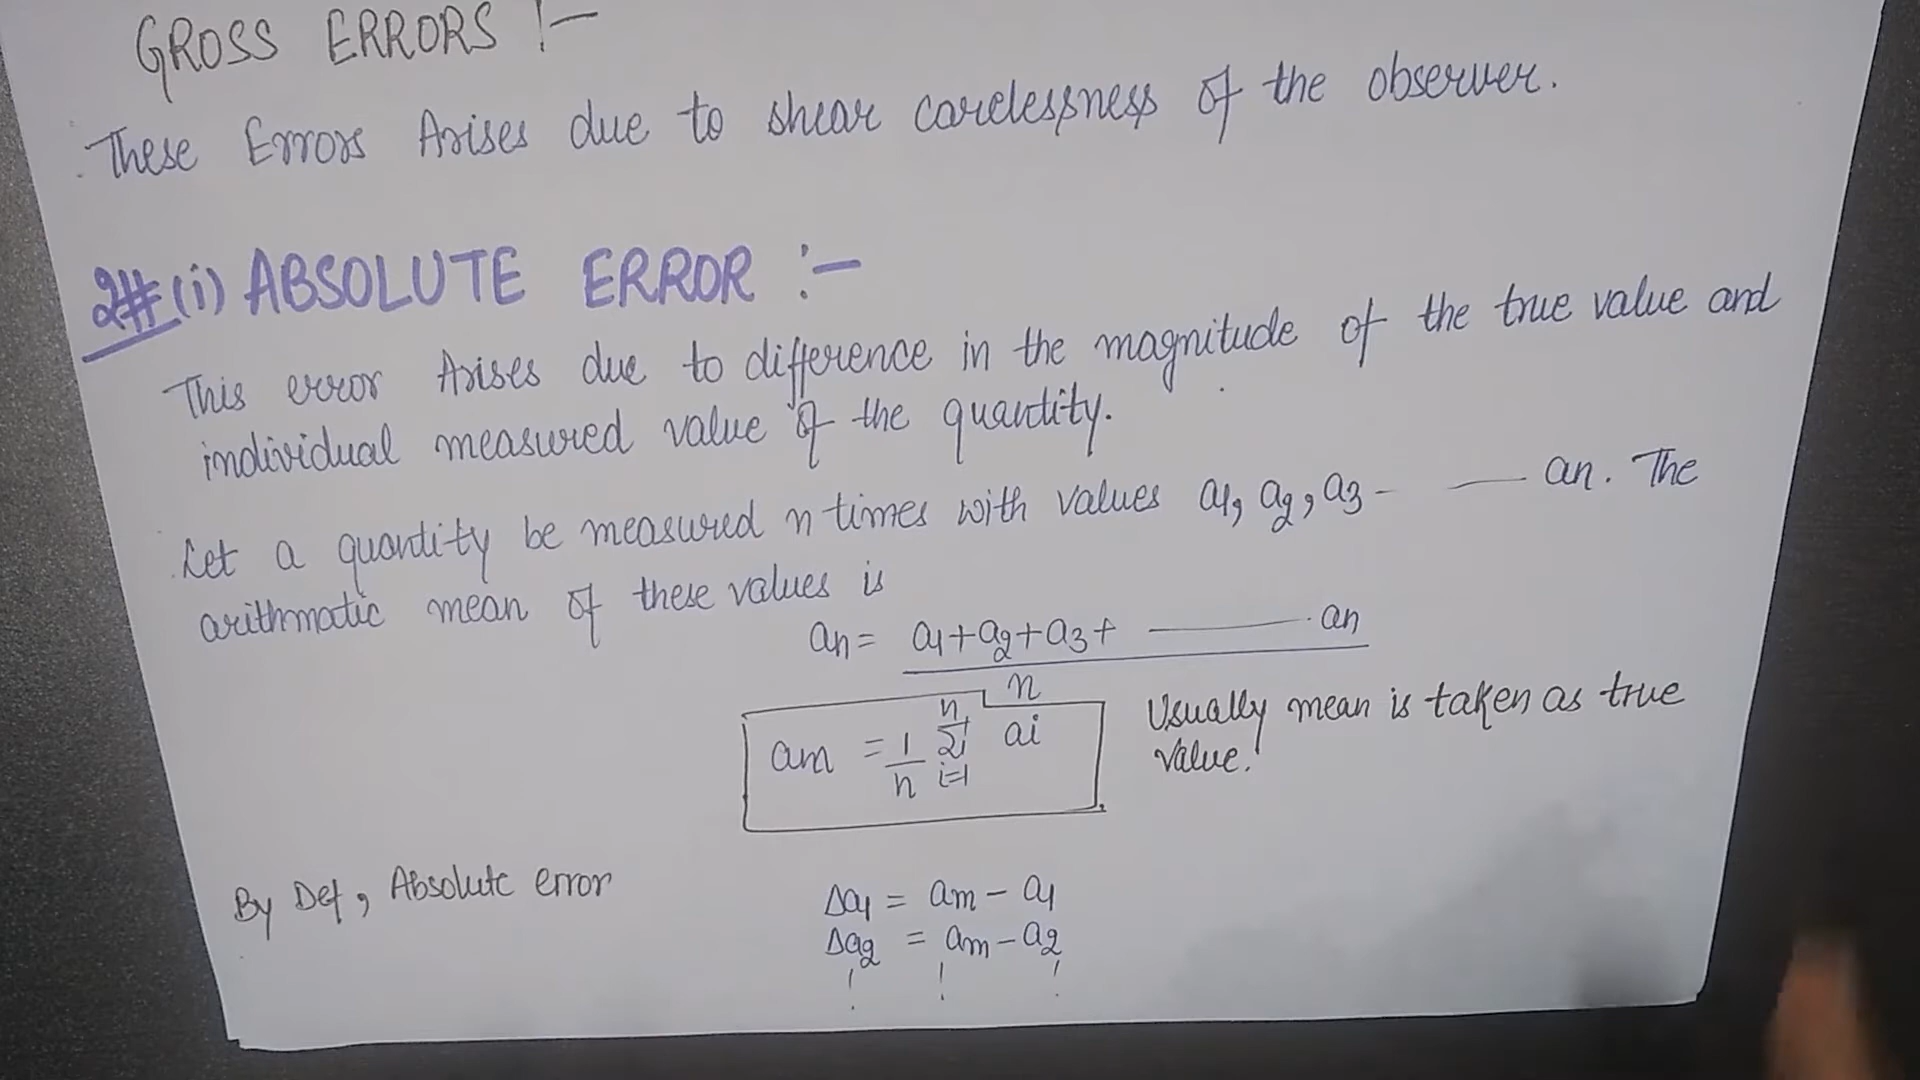 GROSS ERRORS :-
These Errors Arises due to shear carelessness of the observer.
2# (i) ABSOLUTE ERROR :-
This error Arises due to difference in the magnitude of the true value and
individual measured value of the quantity.
Let a quantity be measured n times with values a1, a2, a3 - — an. The
arithmatic mean of these values is
an = a1+a2+a3+ ——— an
n
am = 1/n n Σ i=1 ai
Usually mean is taken as true
value.
By Def, Absolute error
Δa1 = am - a1
Δa2 = am - a2